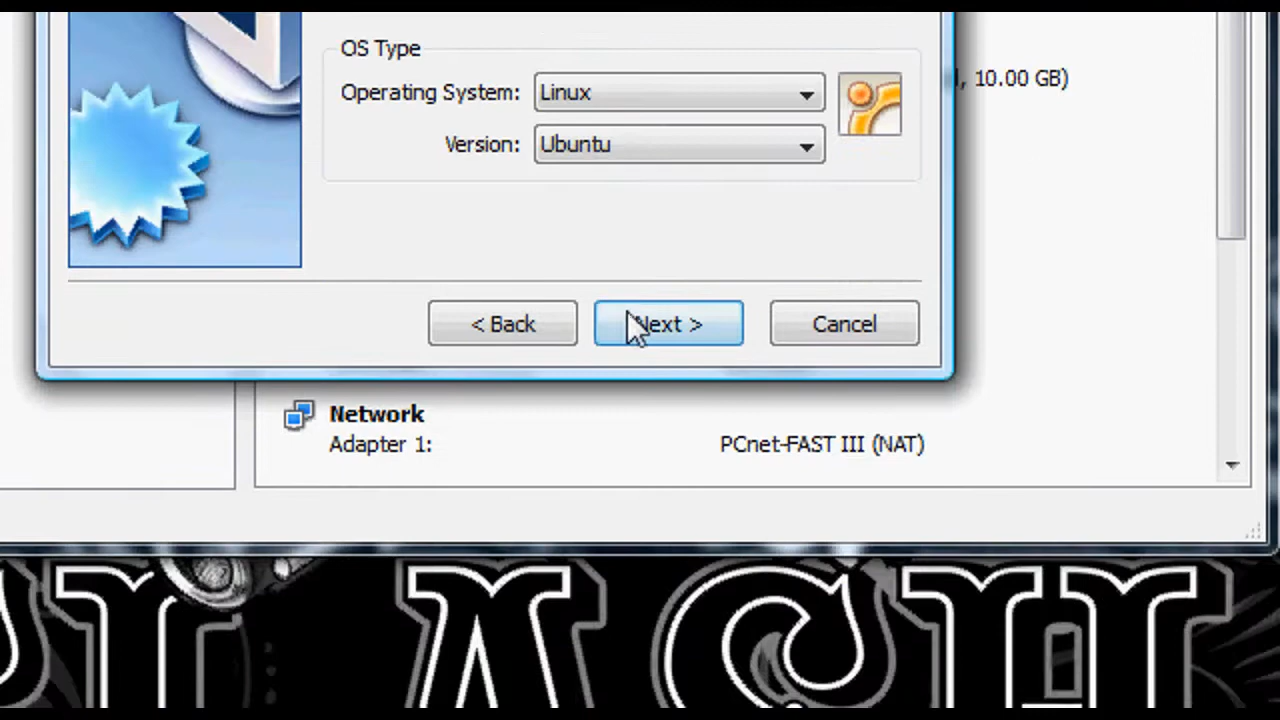 OS Type
, 10.00 GB)
Operating System: Linux
Version: Ubuntu
< Back Next > Cancel
Network
Adapter 1: PCnet-FAST III (NAT)